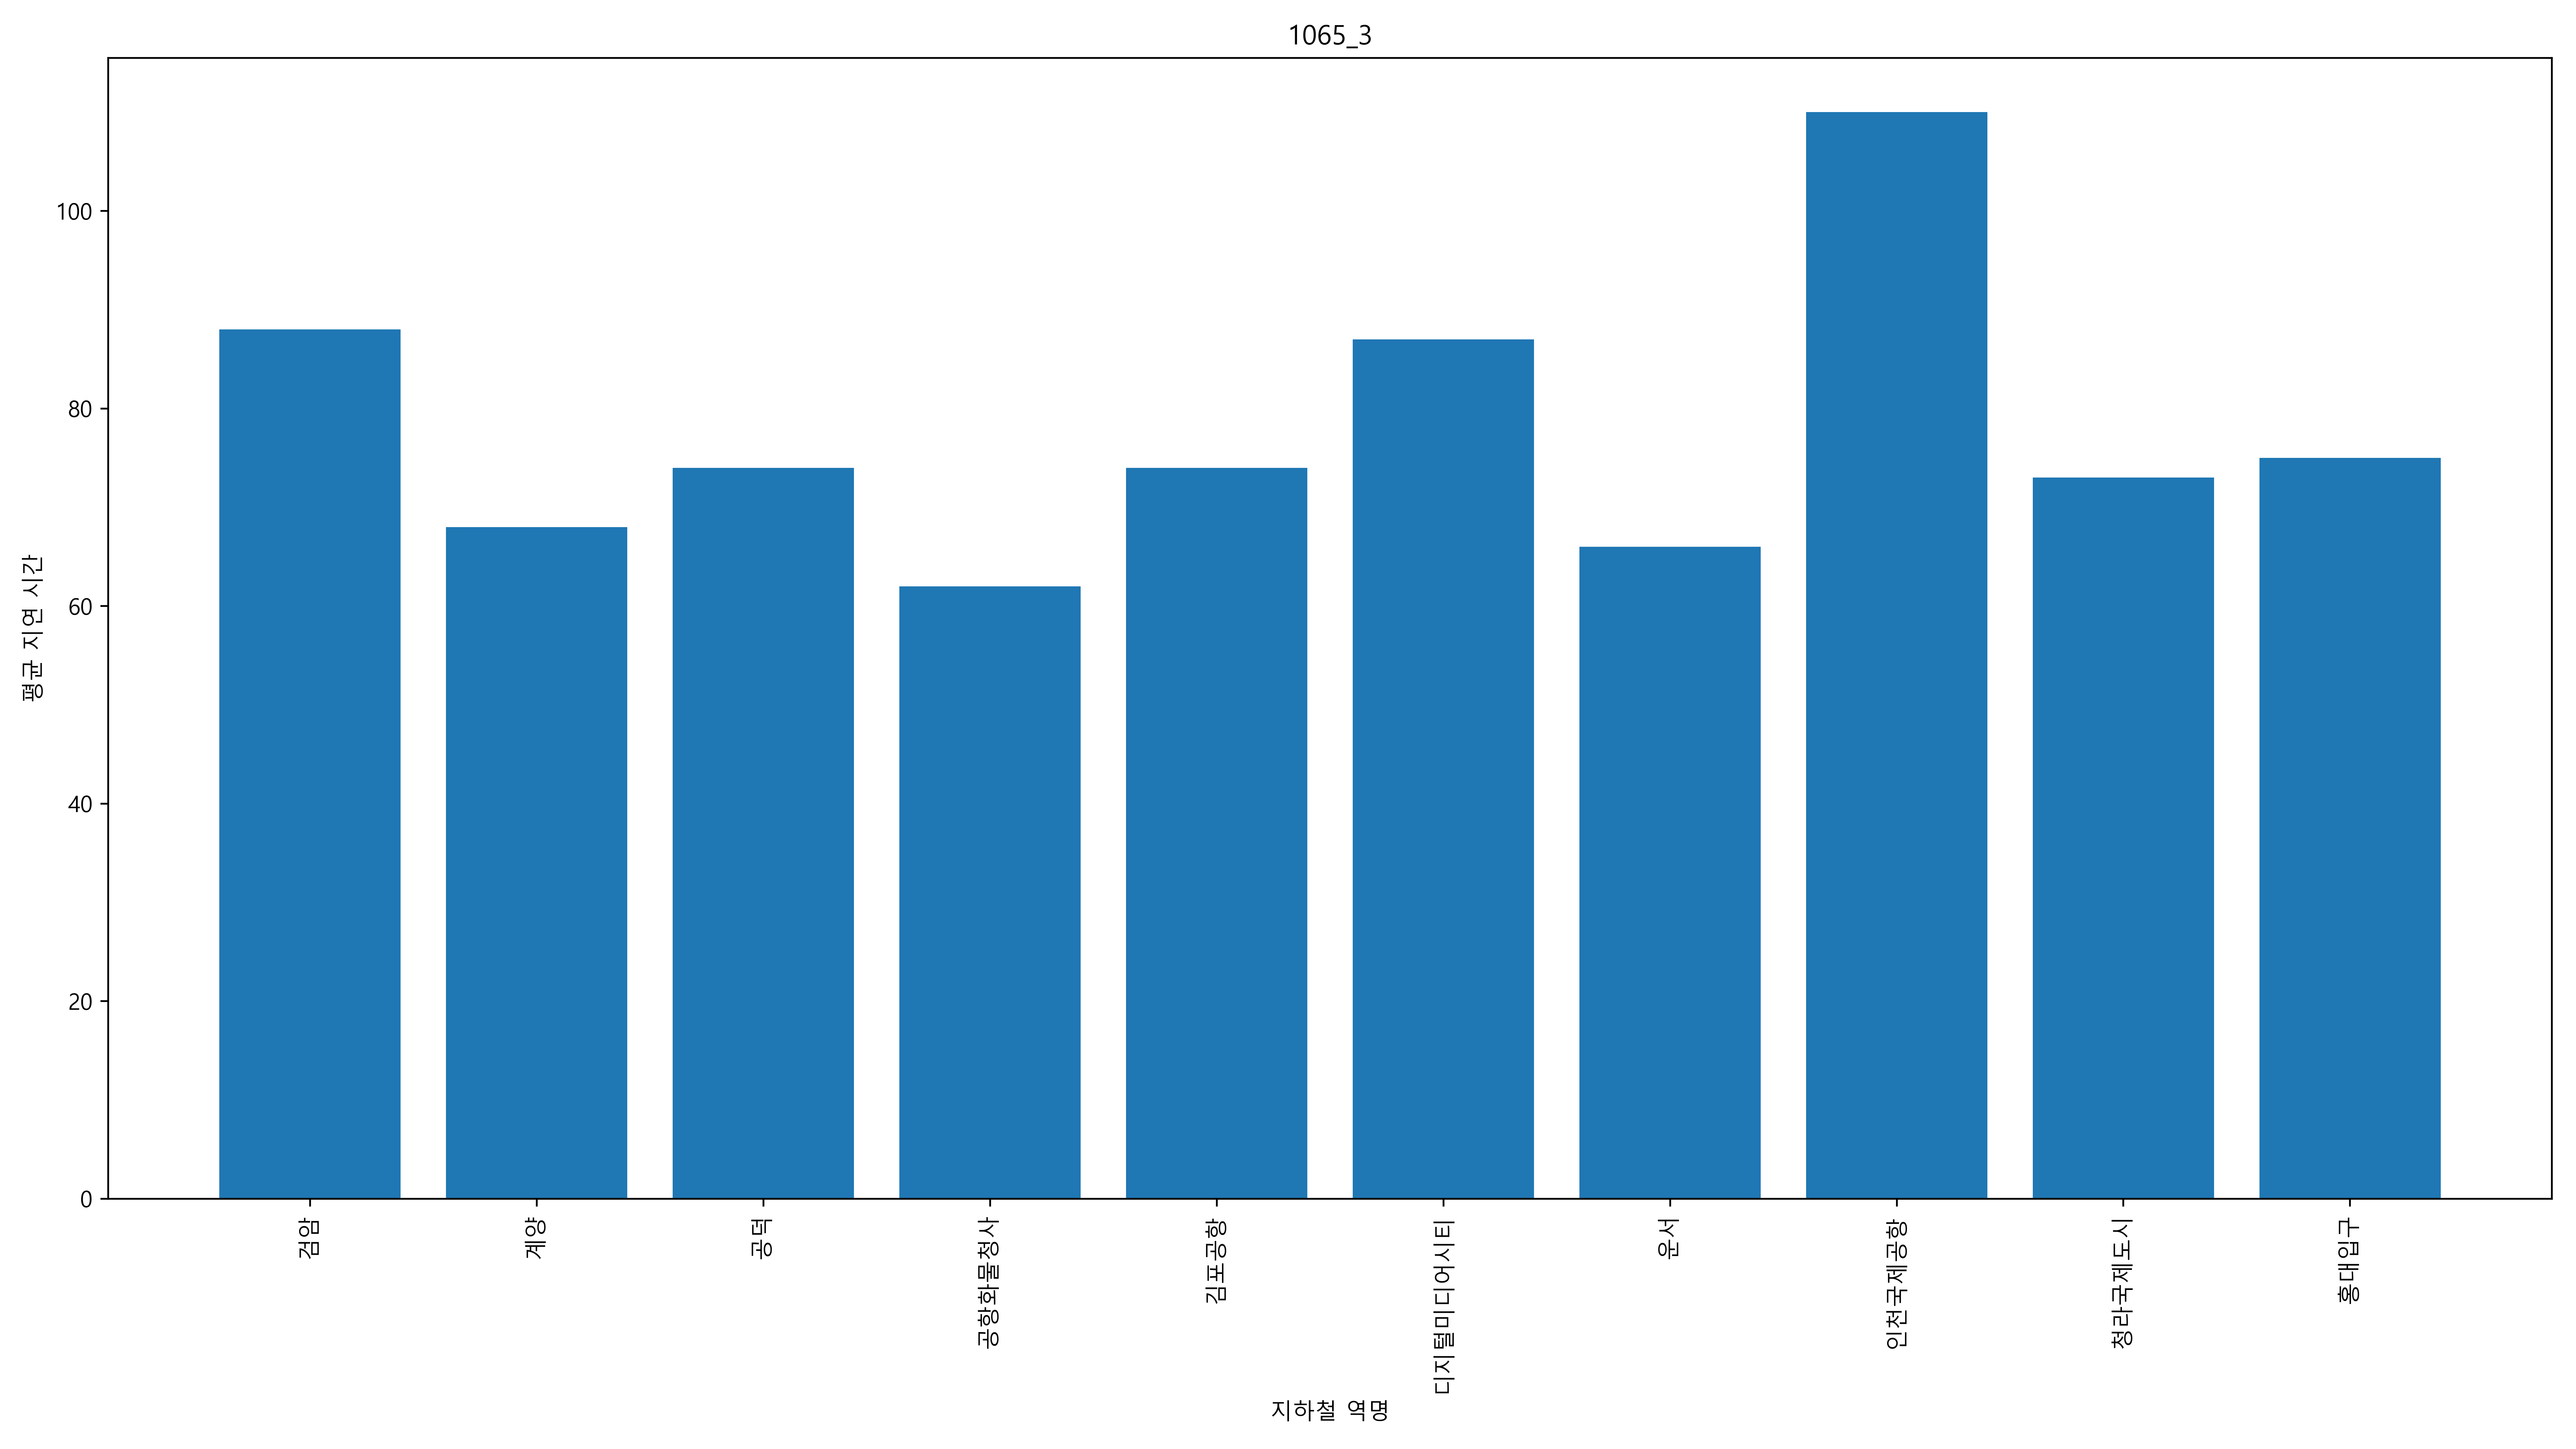 1065_3
평균 지연 시간
100
80
60
40
20
0
검암
계양
공덕
공항화물청사
김포공항
디지털미디어시티
운서
인천국제공항
청라국제도시
홍대입구
지하철 역명